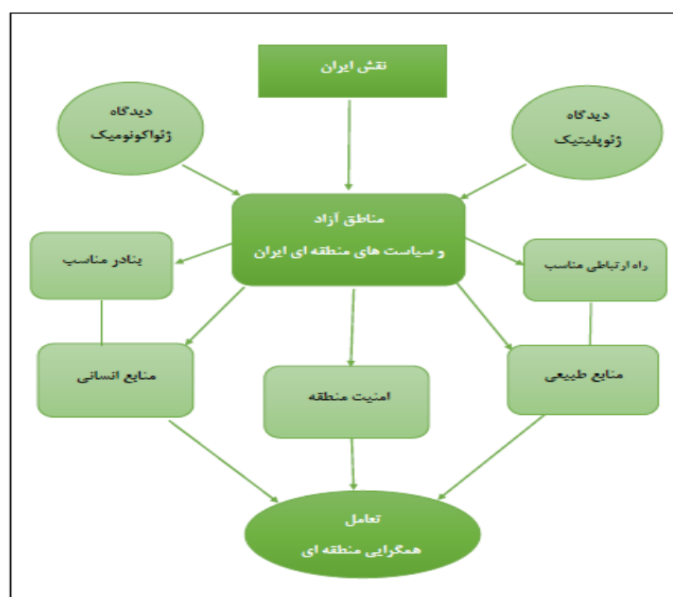 نقش ایران
دیدگاه
ژئوپلیتیک
دیدگاه
ژئواکونومیک
مناطق آزاد
و سیاست های منطقه ای ایران
راه ارتباطی مناسب
بنادر مناسب
منابع طبیعی
امنیت منطقه
منابع انسانی
تعامل
همگرایی منطقه ای